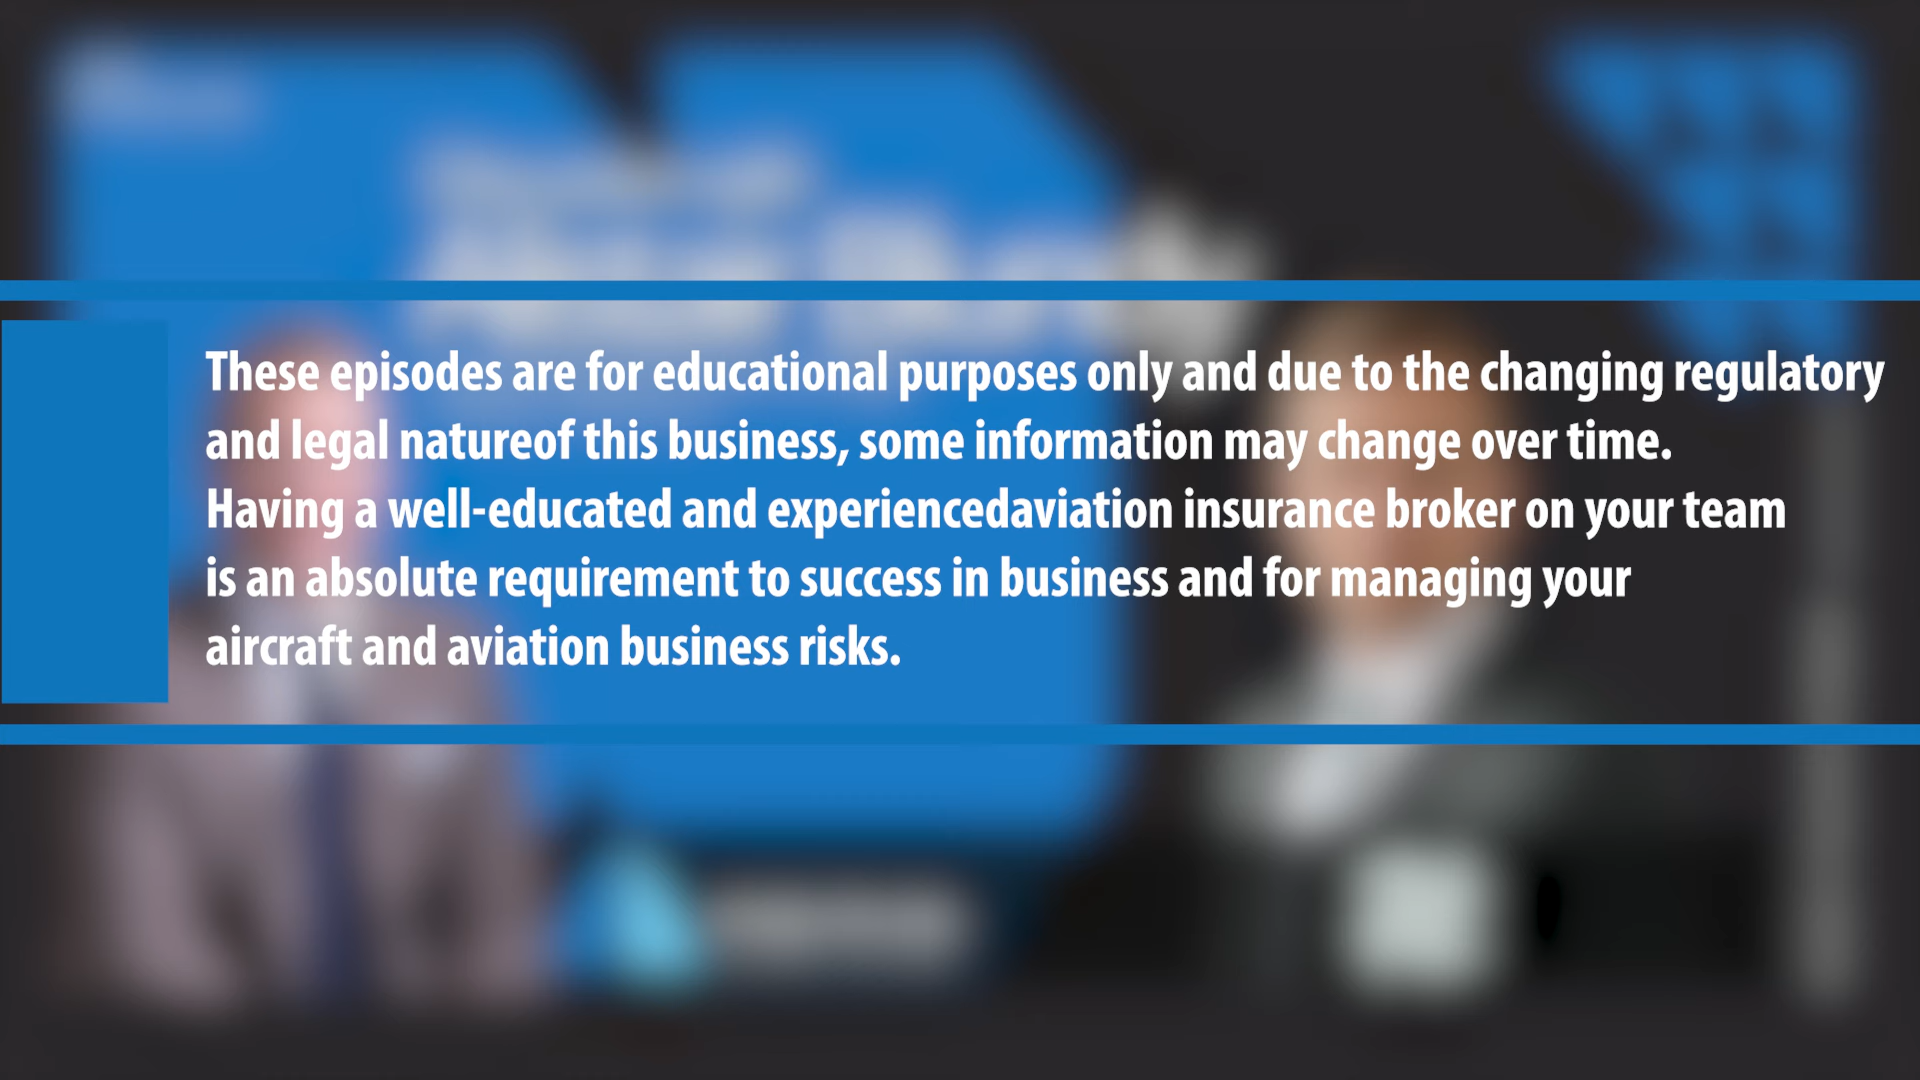 These episodes are for educational purposes only and due to the changing regulatory
and legal natureof this business, some information may change over time.
Having a well-educated and experiencedaviation insurance broker on your team
is an absolute requirement to success in business and for managing your
aircraft and aviation business risks.